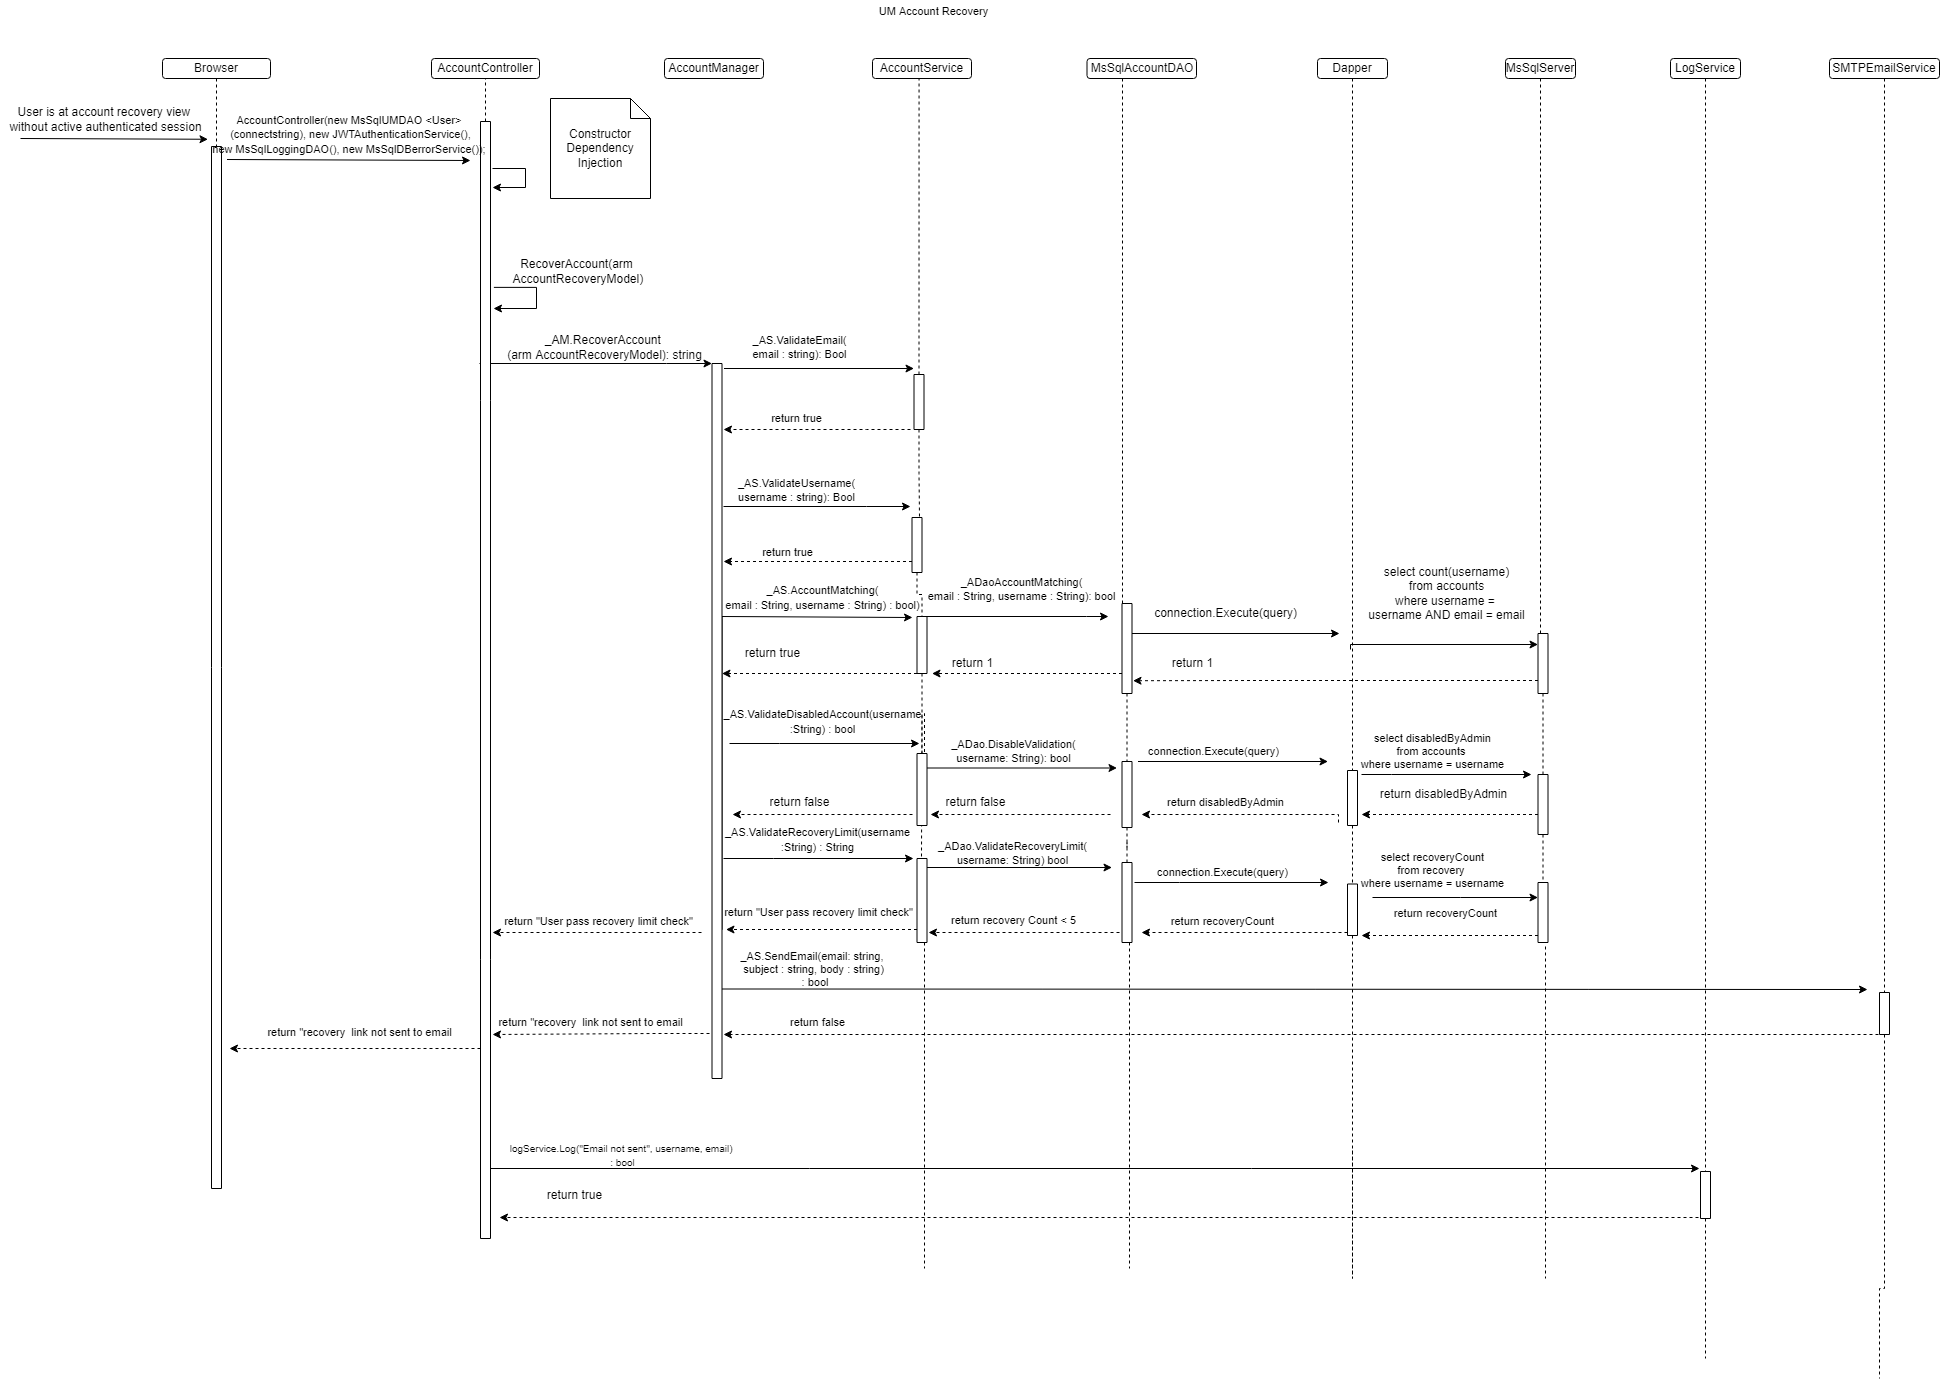 UM Account Recovery
Browser
AccountController
AccountManager
AccountService
MsSqlAccountDAO
Dapper
MsSqlServer
LogService
SMTPEmailService
User is at account recovery view
without active authenticated session
AccountController(new MsSqlUMDAO <User>
(connectstring), new JWTAuthenticationService(),
new MsSqlLoggingDAO(), new MsSqlDBerrorService());
Constructor
Dependency
Injection
RecoverAccount(arm
AccountRecoveryModel)
_AM.RecoverAccount
(arm AccountRecoveryModel): string
_AS.ValidateEmail(
email : string): Bool
return true
_AS.ValidateUsername(
username : string): Bool
return true
_AS.AccountMatching(
email : String, username : String) : bool)
_ADaoAccountMatching(
email : String, username : String): bool
connection.Execute(query)
select count(username)
from accounts
where username =
username AND email = email
return true
return 1
return 1
_AS.ValidateDisabledAccount(username
:String) : bool
_ADao.DisableValidation(
username: String): bool
connection.Execute(query)
select disabledByAdmin
from accounts
where username = username
return false
return false
return disabledByAdmin
return disabledByAdmin
_AS.ValidateRecoveryLimit(username
:String) : String
_ADao.ValidateRecoveryLimit(
username: String) bool
connection.Execute(query)
select recoveryCount
from recovery
where username = username
return "User pass recovery limit check"
return "User pass recovery limit check"
return recovery Count < 5
return recoveryCount
return recoveryCount
_AS.SendEmail(email: string,
subject : string, body : string)
: bool
return "recovery  link not sent to email
return "recovery  link not sent to email
return false
logService.Log("Email not sent", username, email)
: bool
return true